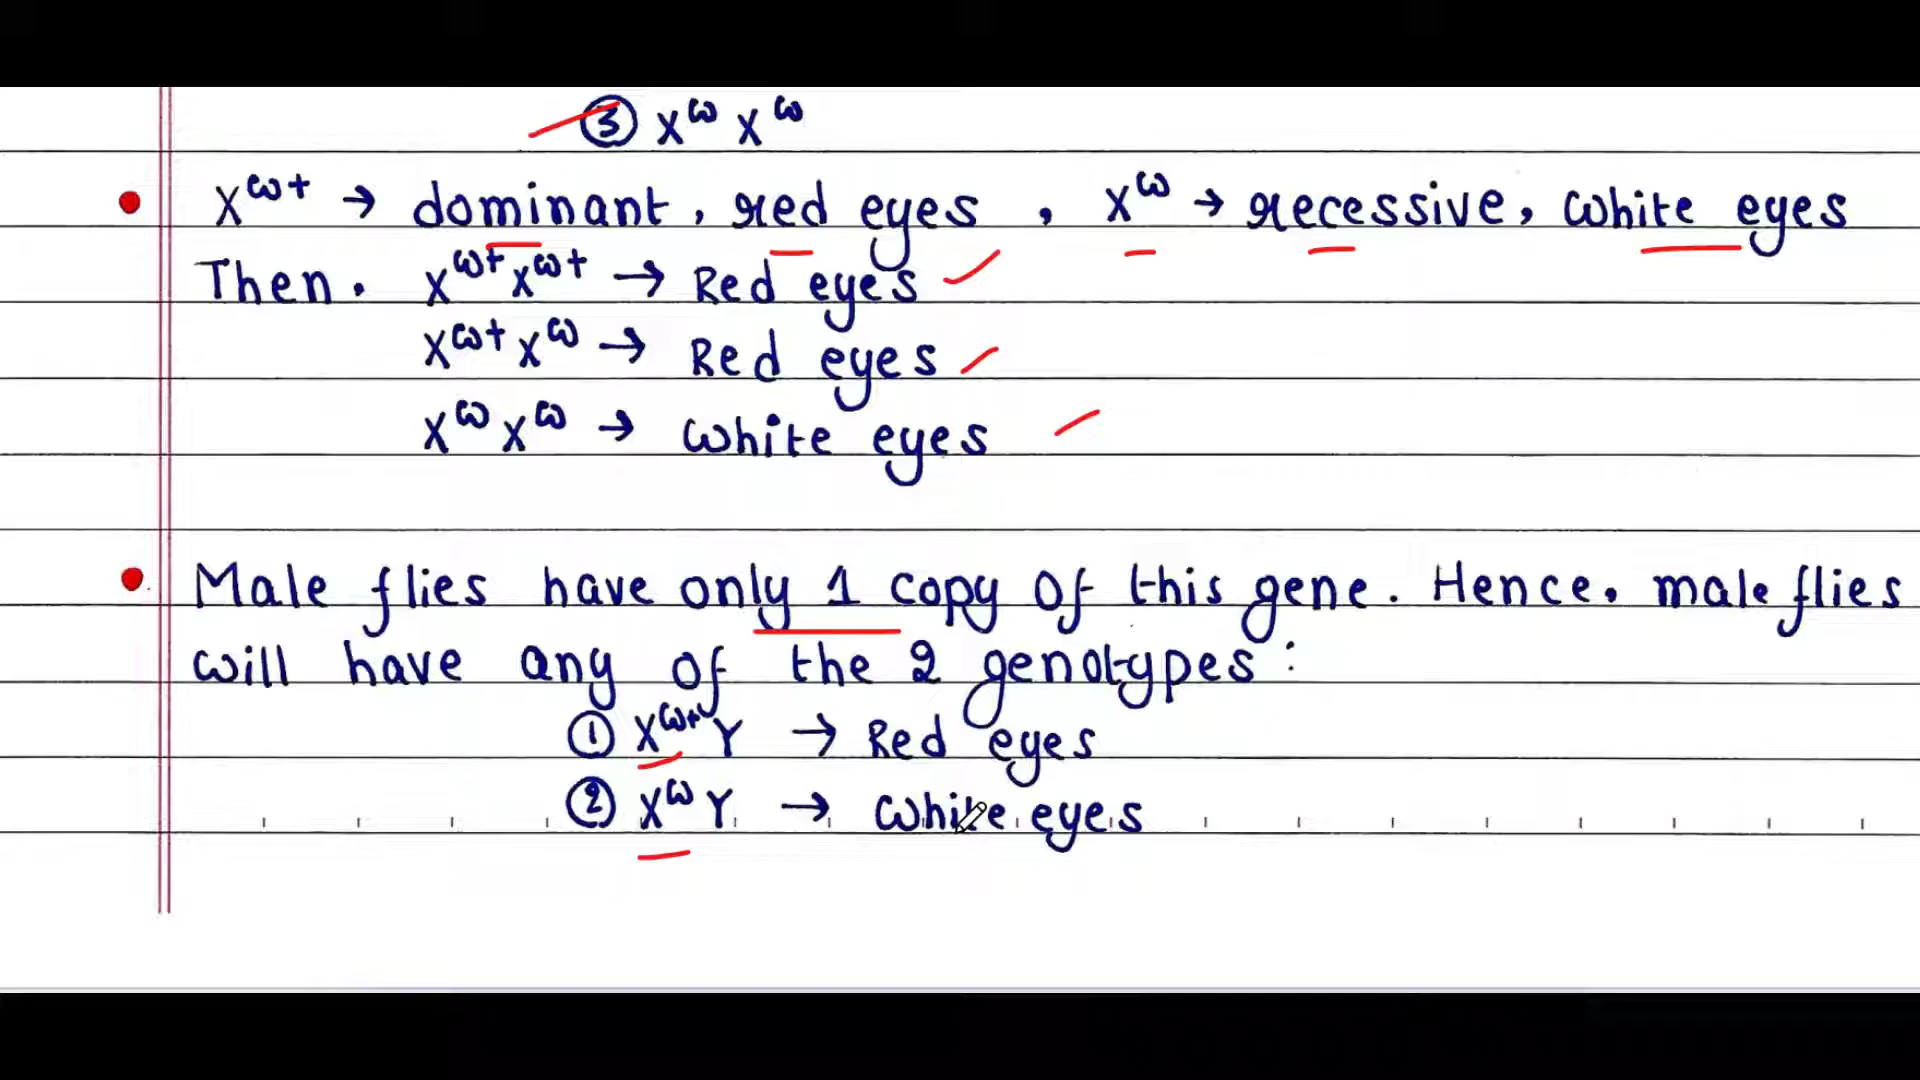 ③ X^ω X^ω
• X^ω+ → dominant, red eyes, X^ω → recessive, white eyes
Then. X^ω+ X^ω+ → Red eyes
X^ω+ X^ω → Red eyes
X^ω X^ω → white eyes
• Male flies have only 1 copy of this gene. Hence. male flies
will have any of the 2 genotypes:
① X^ω+ Y → Red eyes
② X^ω Y → white eyes